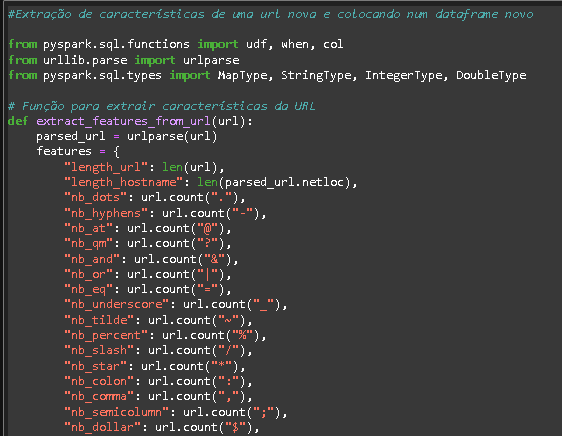 #Extração de características de uma url nova e colocando num dataframe novo
from pyspark.sql.functions import udf, when, col
from urllib.parse import urlparse
from pyspark.sql.types import MapType, StringType, IntegerType, DoubleType
# Função para extrair características da URL
def extract_features_from_url(url):
    parsed_url = urlparse(url)
    features = {
        "length_url": len(url),
        "length_hostname": len(parsed_url.netloc),
        "nb_dots": url.count("."),
        "nb_hyphens": url.count("-"),
        "nb_at": url.count("@"),
        "nb_qm": url.count("?"),
        "nb_and": url.count("&"),
        "nb_or": url.count("|"),
        "nb_eq": url.count("="),
        "nb_underscore": url.count("_"),
        "nb_tilde": url.count("~"),
        "nb_percent": url.count("%"),
        "nb_slash": url.count("/"),
        "nb_star": url.count("*"),
        "nb_colon": url.count(":"),
        "nb_comma": url.count(","),
        "nb_semicolumn": url.count(";"),
        "nb_dollar": url.count("$"),